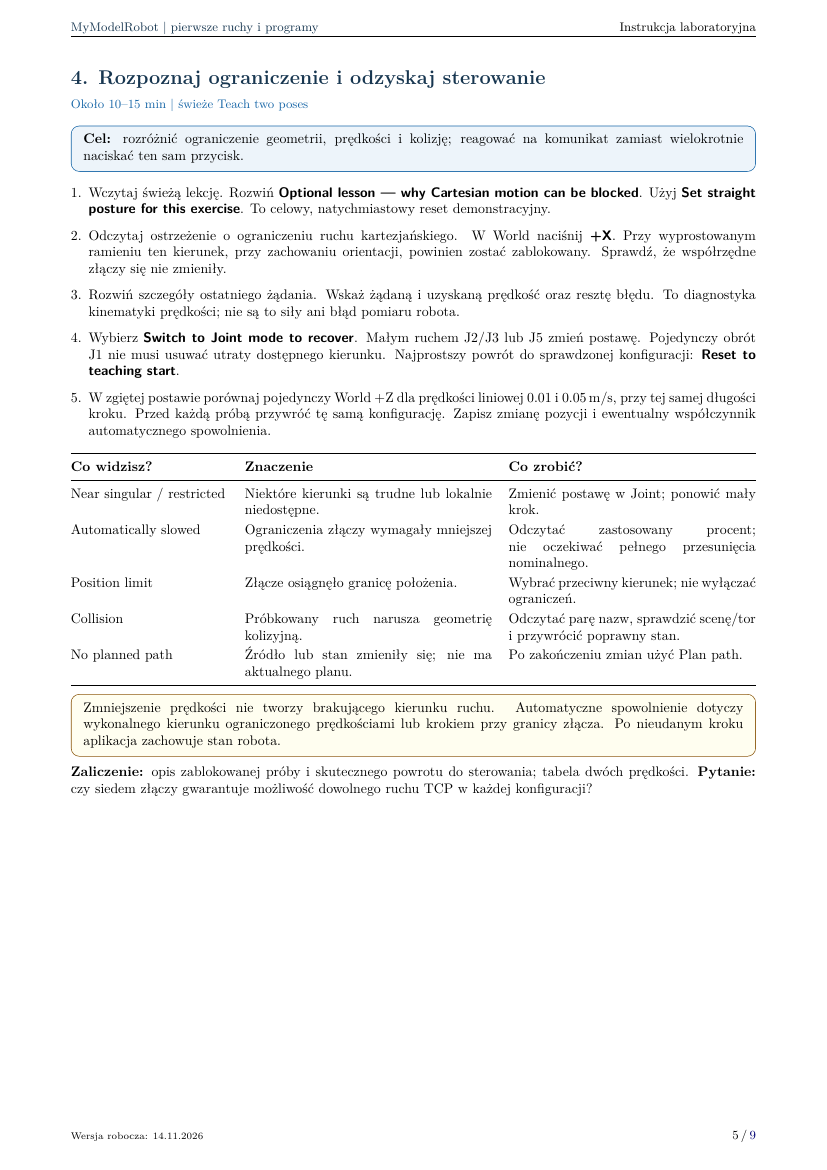 MyModelRobot | pierwsze ruchy i programy
Instrukcja laboratoryjna
4. Rozpoznaj ograniczenie i odzyskaj sterowanie
Około 10–15 min | świeże Teach two poses
Cel: rozróżnić ograniczenie geometrii, prędkości i kolizję; reagować na komunikat zamiast wielokrotnie
naciskać ten sam przycisk.
1. Wczytaj świeżą lekcję. Rozwiń Optional lesson — why Cartesian motion can be blocked. Użyj Set straight
posture for this exercise. To celowy, natychmiastowy reset demonstracyjny.
2. Odczytaj ostrzeżenie o ograniczeniu ruchu kartezjańskiego. W World naciśnij +X. Przy wyprostowanym
ramieniu ten kierunek, przy zachowaniu orientacji, powinien zostać zablokowany. Sprawdź, że współrzędne
złączy się nie zmieniły.
3. Rozwiń szczegóły ostatniego żądania. Wskaż żądaną i uzyskaną prędkość oraz resztę błędu. To diagnostyka
kinematyki prędkości; nie są to siły ani błąd pomiaru robota.
4. Wybierz Switch to Joint mode to recover. Małym ruchem J2/J3 lub J5 zmień postawę. Pojedynczy obrót
J1 nie musi usuwać utraty dostępnego kierunku. Najprostszy powrót do sprawdzonej konfiguracji: Reset to
teaching start.
5. W zgiętej postawie porównaj pojedynczy World +Z dla prędkości liniowej 0.01 i 0.05 m/s, przy tej samej długości
kroku. Przed każdą próbą przywróć tę samą konfigurację. Zapisz zmianę pozycji i ewentualny współczynnik
automatycznego spowolnienia.
Co widzisz? Znaczenie Co zrobić?
Near singular / restricted Niektóre kierunki są trudne lub lokalnie Zmienić postawę w Joint; ponowić mały
niedostępne. krok.
Automatically slowed Ograniczenia złączy wymagały mniejszej Odczytać zastosowany procent;
prędkości. nie oczekiwać pełnego przesunięcia
nominalnego.
Position limit Złącze osiągnęło granicę położenia. Wybrać przeciwny kierunek; nie wyłączać
ograniczeń.
Collision Próbkowany ruch narusza geometrię Odczytać parę nazw, sprawdzić scenę/tor
kolizyjną. i przywrócić poprawny stan.
No planned path Źródło lub stan zmieniły się; nie ma Po zakończeniu zmian użyć Plan path.
aktualnego planu.
Zmniejszenie prędkości nie tworzy brakującego kierunku ruchu. Automatyczne spowolnienie dotyczy
wykonalnego kierunku ograniczonego prędkościami lub krokiem przy granicy złącza. Po nieudanym kroku
aplikacja zachowuje stan robota.
Zaliczenie: opis zablokowanej próby i skutecznego powrotu do sterowania; tabela dwóch prędkości. Pytanie:
czy siedem złączy gwarantuje możliwość dowolnego ruchu TCP w każdej konfiguracji?
Wersja robocza: 14.11.2026
5 / 9